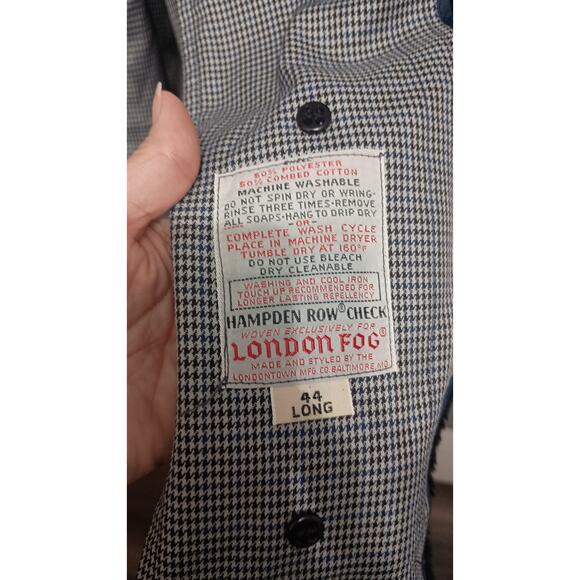 50% POLYESTER
50% COMBED COTTON
MACHINE WASHABLE
DO NOT SPIN DRY OR WRING-
RINSE THREE TIMES-REMOVE
ALL SOAPS-HANG TO DRIP DRY
-OR-
COMPLETE WASH CYCLE
PLACE IN MACHINE DRYER
TUMBLE DRY AT 160°F
DO NOT USE BLEACH
DRY CLEANABLE
WASHING AND COOL IRON
TOUCH UP RECOMMENDED FOR
LONGER LASTING REPELLENCY
HAMPDEN ROW® CHECK
WOVEN EXCLUSIVELY FOR
LONDON FOG®
MADE AND STYLED BY THE
LONDONTOWN MFG. CO. BALTIMORE, MD.
44
LONG